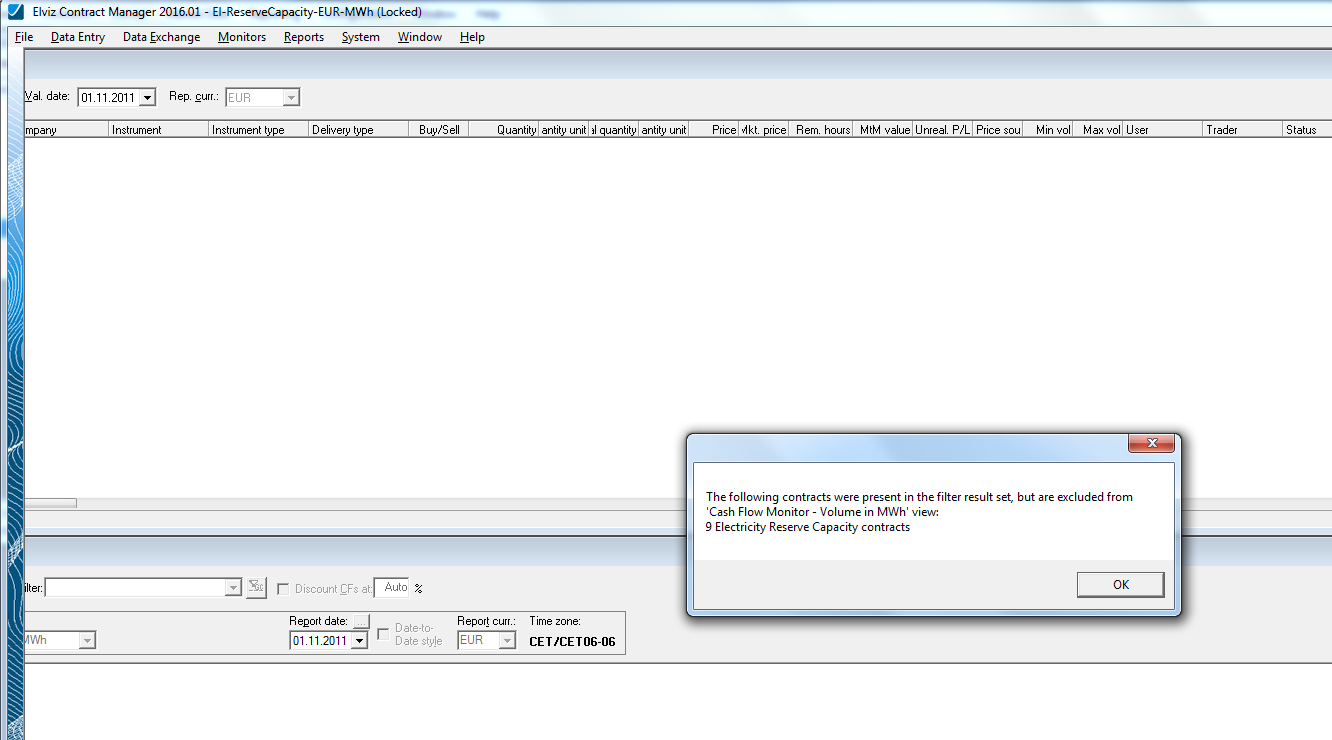 Elviz Contract Manager 2016.01 - El-ReserveCapacity-EUR-MWh (Locked)
Help
File Data Entry Data Exchange Monitors Reports System Window Help
Val. date: 01.11.2011 Rep. curr.: EUR
mpany Instrument Instrument type Delivery type Buy/Sell Quantity antity unit al quantity antity unit Price Mkt. price Rem. hours MtM value Unreal. P/L Price sou Min vol Max vol User Trader Status
The following contracts were present in the filter result set, but are excluded from
'Cash Flow Monitor - Volume in MWh' view:
9 Electricity Reserve Capacity contracts
OK
ilter: Discount CFs at: Auto %
Report date: ... Date-to- Report curr.: Time zone:
MWh 01.11.2011 Date style EUR CET/CET06-06